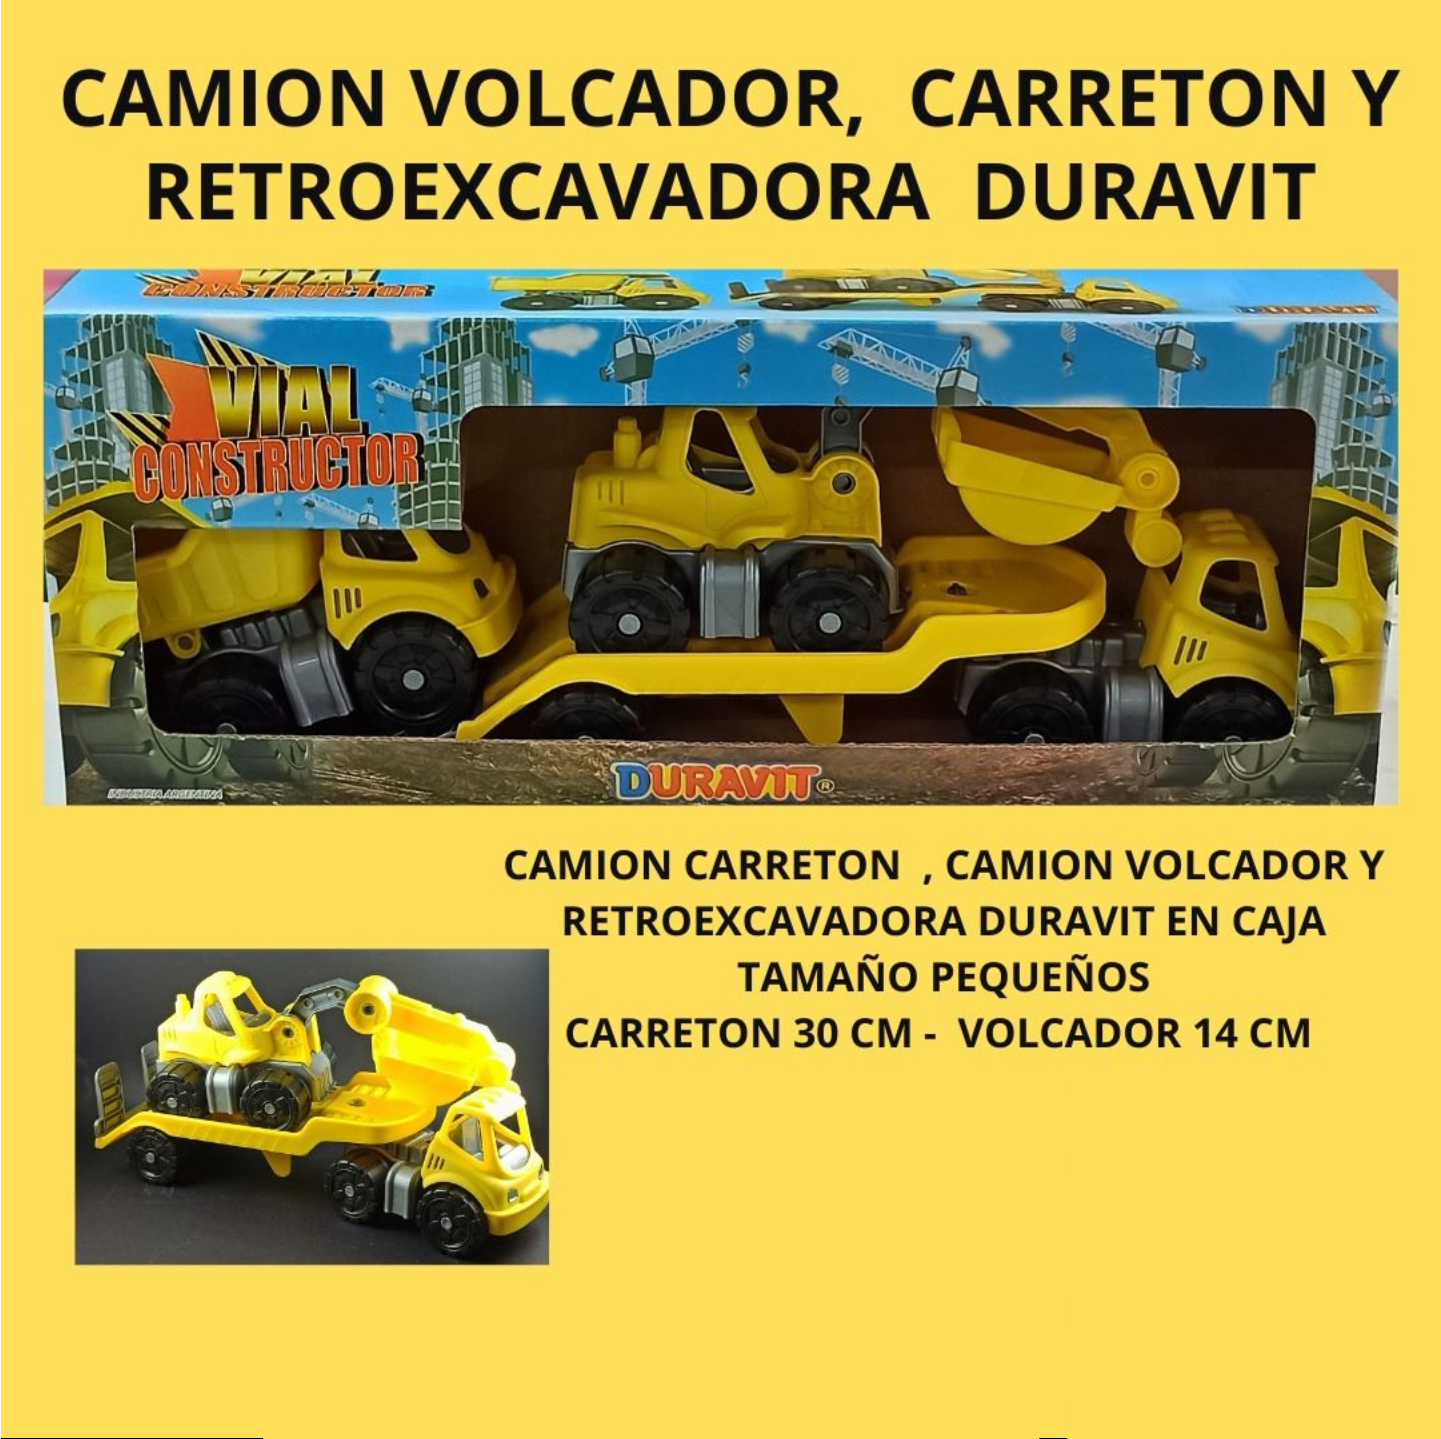 CAMION VOLCADOR, CARRETON Y
RETROEXCAVADORA DURAVIT
VIAL
CONSTRUCTOR
DURAVIT
VIAL
CONSTRUCTOR
INDUSTRIA ARGENTINA
DURAVIT®
CAMION CARRETON , CAMION VOLCADOR Y
RETROEXCAVADORA DURAVIT EN CAJA
TAMAÑO PEQUEÑOS
CARRETON 30 CM - VOLCADOR 14 CM